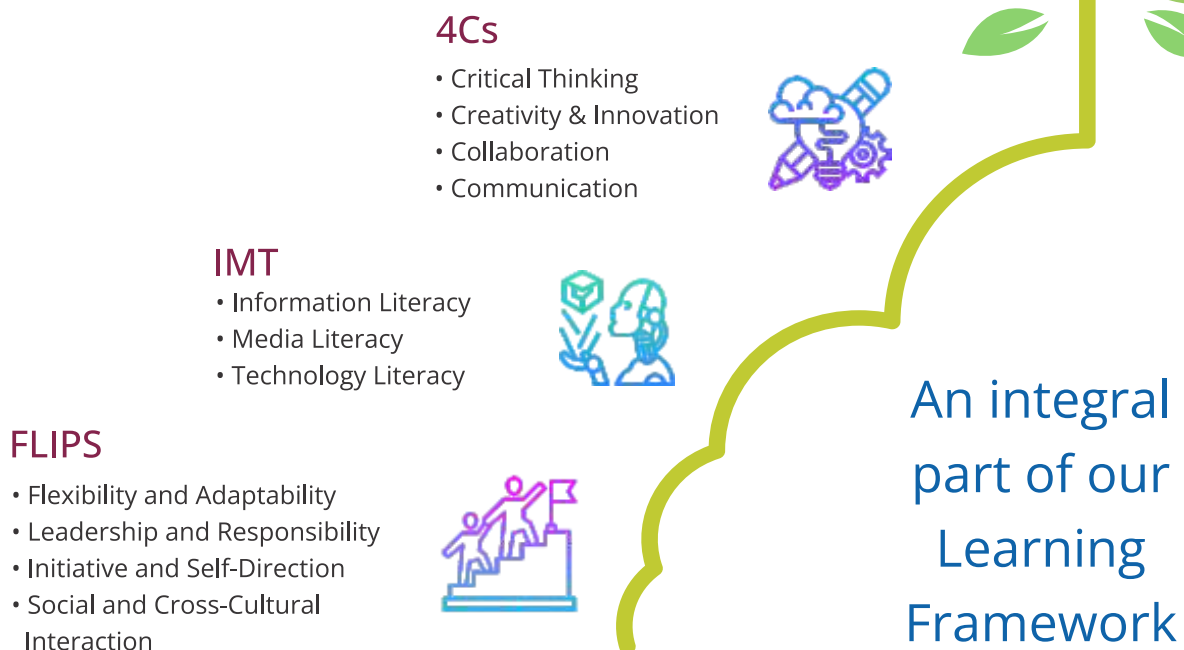 4Cs
• Critical Thinking
• Creativity & Innovation
• Collaboration
• Communication
IMT
• Information Literacy
• Media Literacy
• Technology Literacy
FLIPS
• Flexibility and Adaptability
• Leadership and Responsibility
• Initiative and Self-Direction
• Social and Cross-Cultural
Interaction
An integral
part of our
Learning
Framework